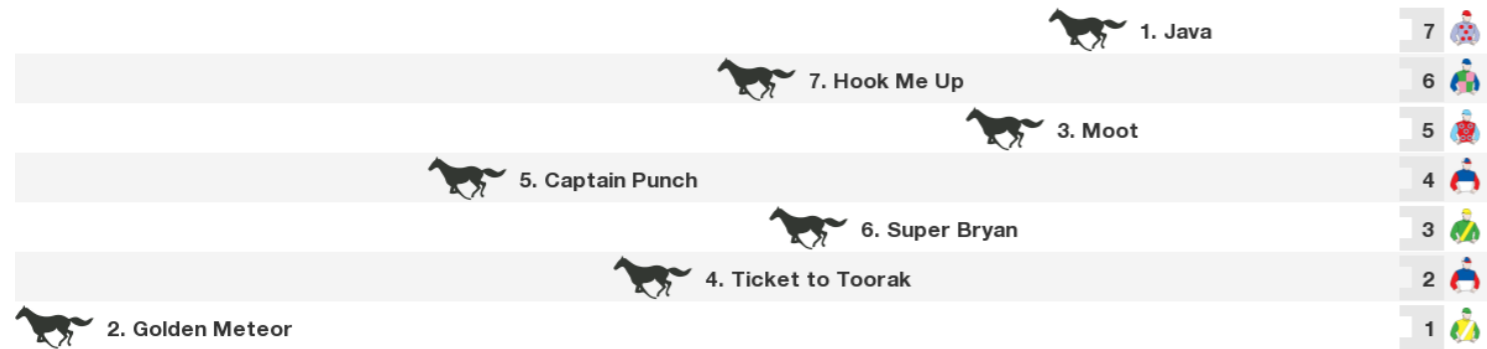 1. Java 7
7. Hook Me Up 6
3. Moot 5
5. Captain Punch 4
6. Super Bryan 3
4. Ticket to Toorak 2
2. Golden Meteor 1